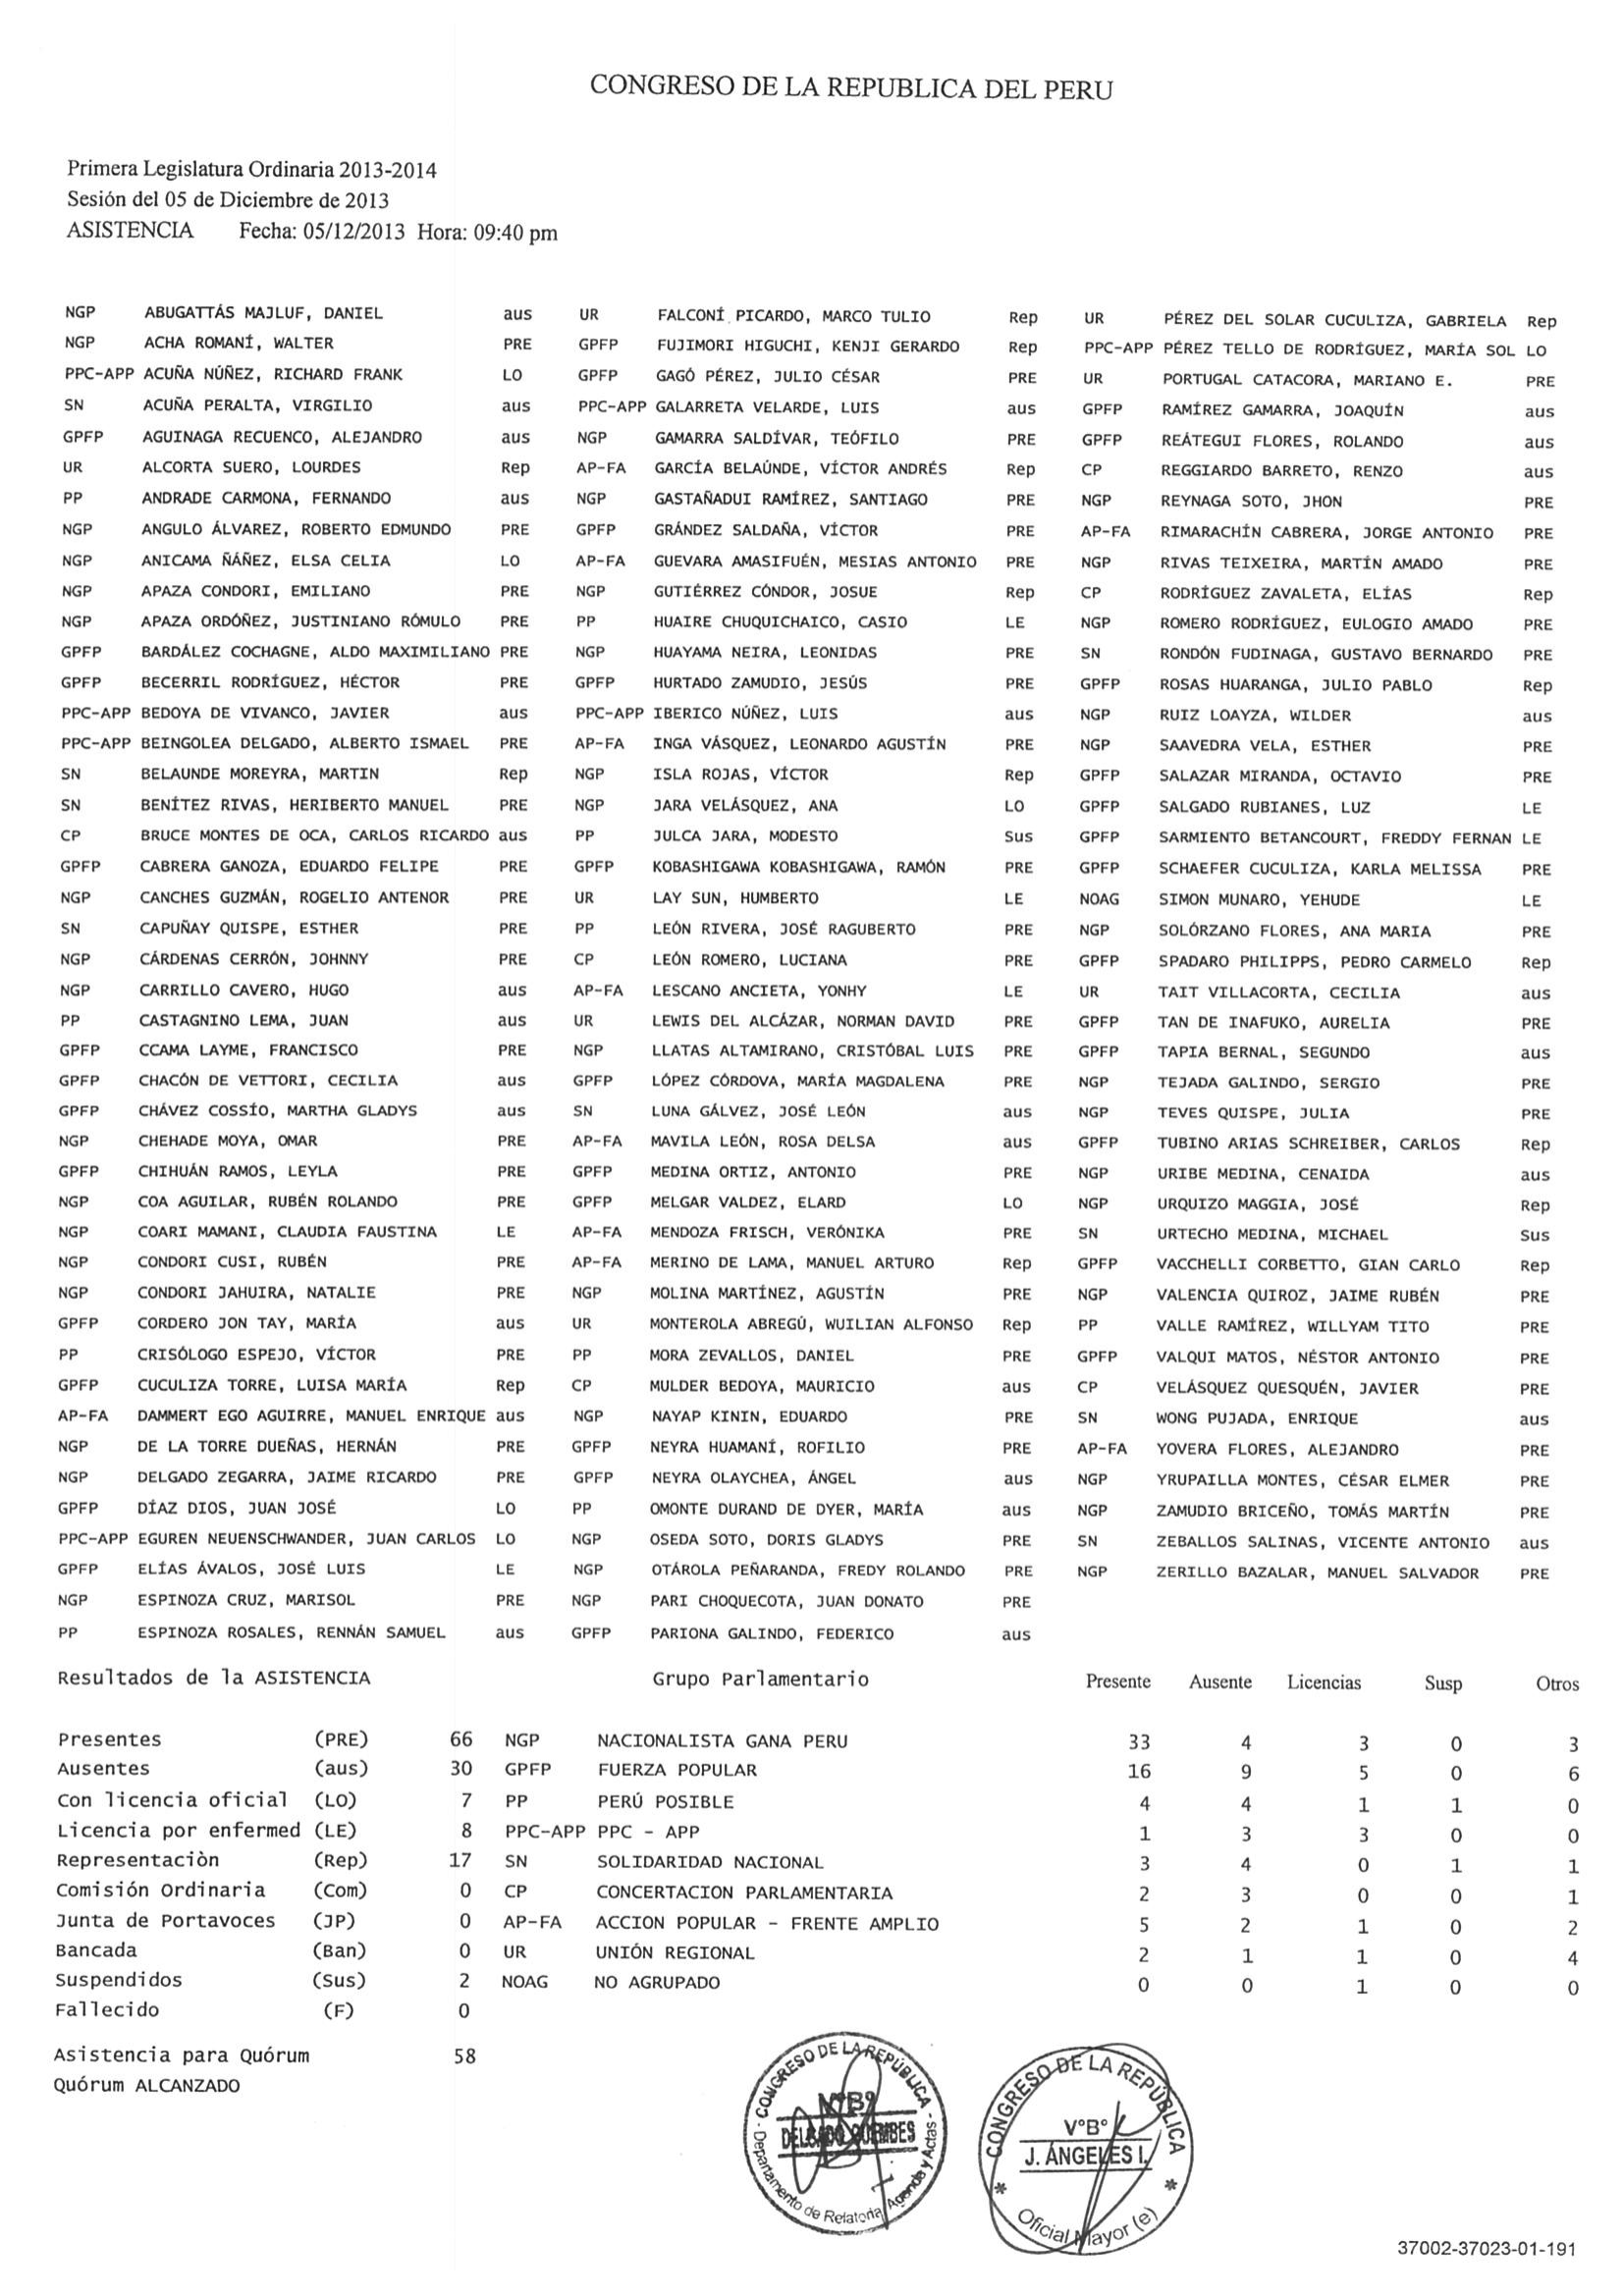 CONGRESO DE LA REPUBLICA DEL PERU
Primera Legislatura Ordinaria 2013-2014
Sesión del 05 de Diciembre de 2013
ASISTENCIA Fecha: 05/12/2013 Hora: 09:40 pm
NGP ABUGATTÁS MAJLUF, DANIEL aus UR FALCONÍ PICARDO, MARCO TULIO Rep UR PÉREZ DEL SOLAR CUCULIZA, GABRIELA Rep
NGP ACHA ROMANÍ, WALTER PRE GPFP FUJIMORI HIGUCHI, KENJI GERARDO Rep PPC-APP PÉREZ TELLO DE RODRÍGUEZ, MARÍA SOL LO
PPC-APP ACUÑA NÚÑEZ, RICHARD FRANK LO GPFP GAGÓ PÉREZ, JULIO CÉSAR PRE UR PORTUGAL CATACORA, MARIANO E. PRE
SN ACUÑA PERALTA, VIRGILIO aus PPC-APP GALARRETA VELARDE, LUIS aus GPFP RAMÍREZ GAMARRA, JOAQUÍN aus
GPFP AGUINAGA RECUENCO, ALEJANDRO aus NGP GAMARRA SALDÍVAR, TEÓFILO PRE GPFP REÁTEGUI FLORES, ROLANDO aus
UR ALCORTA SUERO, LOURDES Rep AP-FA GARCÍA BELAÚNDE, VÍCTOR ANDRÉS Rep CP REGGIARDO BARRETO, RENZO aus
PP ANDRADE CARMONA, FERNANDO aus NGP GASTAÑADUI RAMÍREZ, SANTIAGO PRE NGP REYNAGA SOTO, JHON PRE
NGP ANGULO ÁLVAREZ, ROBERTO EDMUNDO PRE GPFP GRÁNDEZ SALDAÑA, VÍCTOR PRE AP-FA RIMARACHÍN CABRERA, JORGE ANTONIO PRE
NGP ANICAMA ÑÁÑEZ, ELSA CELIA LO AP-FA GUEVARA AMASIFUÉN, MESIAS ANTONIO PRE NGP RIVAS TEIXEIRA, MARTÍN AMADO PRE
NGP APAZA CONDORI, EMILIANO PRE NGP GUTIÉRREZ CÓNDOR, JOSUE Rep CP RODRÍGUEZ ZAVALETA, ELÍAS Rep
NGP APAZA ORDÓÑEZ, JUSTINIANO RÓMULO PRE PP HUAIRE CHUQUICHAICO, CASIO LE NGP ROMERO RODRÍGUEZ, EULOGIO AMADO PRE
GPFP BARDÁLEZ COCHAGNE, ALDO MAXIMILIANO PRE NGP HUAYAMA NEIRA, LEONIDAS PRE SN RONDÓN FUDINAGA, GUSTAVO BERNARDO PRE
GPFP BECERRIL RODRÍGUEZ, HÉCTOR PRE GPFP HURTADO ZAMUDIO, JESÚS PRE GPFP ROSAS HUARANGA, JULIO PABLO Rep
PPC-APP BEDOYA DE VIVANCO, JAVIER aus PPC-APP IBERICO NÚÑEZ, LUIS aus NGP RUIZ LOAYZA, WILDER aus
PPC-APP BEINGOLEA DELGADO, ALBERTO ISMAEL PRE AP-FA INGA VÁSQUEZ, LEONARDO AGUSTÍN PRE NGP SAAVEDRA VELA, ESTHER PRE
SN BELAUNDE MOREYRA, MARTIN Rep NGP ISLA ROJAS, VÍCTOR Rep GPFP SALAZAR MIRANDA, OCTAVIO PRE
SN BENÍTEZ RIVAS, HERIBERTO MANUEL PRE NGP JARA VELÁSQUEZ, ANA LO GPFP SALGADO RUBIANES, LUZ LE
CP BRUCE MONTES DE OCA, CARLOS RICARDO aus PP JULCA JARA, MODESTO Sus GPFP SARMIENTO BETANCOURT, FREDDY FERNAN LE
GPFP CABRERA GANOZA, EDUARDO FELIPE PRE GPFP KOBASHIGAWA KOBASHIGAWA, RAMÓN PRE GPFP SCHAEFER CUCULIZA, KARLA MELISSA PRE
NGP CANCHES GUZMÁN, ROGELIO ANTENOR PRE UR LAY SUN, HUMBERTO LE NOAG SIMON MUNARO, YEHUDE LE
SN CAPUÑAY QUISPE, ESTHER PRE PP LEÓN RIVERA, JOSÉ RAGUBERTO PRE NGP SOLÓRZANO FLORES, ANA MARIA PRE
NGP CÁRDENAS CERRÓN, JOHNNY PRE CP LEÓN ROMERO, LUCIANA PRE GPFP SPADARO PHILIPPS, PEDRO CARMELO Rep
NGP CARRILLO CAVERO, HUGO aus AP-FA LESCANO ANCIETA, YONHY LE UR TAIT VILLACORTA, CECILIA aus
PP CASTAGNINO LEMA, JUAN aus UR LEWIS DEL ALCÁZAR, NORMAN DAVID PRE GPFP TAN DE INAFUKO, AURELIA PRE
GPFP CCAMA LAYME, FRANCISCO PRE NGP LLATAS ALTAMIRANO, CRISTÓBAL LUIS PRE GPFP TAPIA BERNAL, SEGUNDO aus
GPFP CHACÓN DE VETTORI, CECILIA aus GPFP LÓPEZ CÓRDOVA, MARÍA MAGDALENA PRE NGP TEJADA GALINDO, SERGIO PRE
GPFP CHÁVEZ COSSÍO, MARTHA GLADYS aus SN LUNA GÁLVEZ, JOSÉ LEÓN aus NGP TEVES QUISPE, JULIA PRE
NGP CHEHADE MOYA, OMAR PRE AP-FA MAVILA LEÓN, ROSA DELSA aus GPFP TUBINO ARIAS SCHREIBER, CARLOS Rep
GPFP CHIHUÁN RAMOS, LEYLA PRE GPFP MEDINA ORTIZ, ANTONIO PRE NGP URIBE MEDINA, CENAIDA aus
NGP COA AGUILAR, RUBÉN ROLANDO PRE GPFP MELGAR VALDEZ, ELARD LO NGP URQUIZO MAGGIA, JOSÉ Rep
NGP COARI MAMANI, CLAUDIA FAUSTINA LE AP-FA MENDOZA FRISCH, VERÓNIKA PRE SN URTECHO MEDINA, MICHAEL Sus
NGP CONDORI CUSI, RUBÉN PRE AP-FA MERINO DE LAMA, MANUEL ARTURO Rep GPFP VACCHELLI CORBETTO, GIAN CARLO Rep
NGP CONDORI JAHUIRA, NATALIE PRE NGP MOLINA MARTÍNEZ, AGUSTÍN PRE NGP VALENCIA QUIROZ, JAIME RUBÉN PRE
GPFP CORDERO JON TAY, MARÍA aus UR MONTEROLA ABREGÚ, WUILIAN ALFONSO Rep PP VALLE RAMÍREZ, WILLYAM TITO PRE
PP CRISÓLOGO ESPEJO, VÍCTOR PRE PP MORA ZEVALLOS, DANIEL PRE GPFP VALQUI MATOS, NÉSTOR ANTONIO PRE
GPFP CUCULIZA TORRE, LUISA MARÍA Rep CP MULDER BEDOYA, MAURICIO aus CP VELÁSQUEZ QUESQUÉN, JAVIER PRE
AP-FA DAMMERT EGO AGUIRRE, MANUEL ENRIQUE aus NGP NAYAP KININ, EDUARDO PRE SN WONG PUJADA, ENRIQUE aus
NGP DE LA TORRE DUEÑAS, HERNÁN PRE GPFP NEYRA HUAMANÍ, ROFILIO PRE AP-FA YOVERA FLORES, ALEJANDRO PRE
NGP DELGADO ZEGARRA, JAIME RICARDO PRE GPFP NEYRA OLAYCHEA, ÁNGEL aus NGP YRUPAILLA MONTES, CÉSAR ELMER PRE
GPFP DÍAZ DIOS, JUAN JOSÉ LO PP OMONTE DURAND DE DYER, MARÍA aus NGP ZAMUDIO BRICEÑO, TOMÁS MARTÍN PRE
PPC-APP EGUREN NEUENSCHWANDER, JUAN CARLOS LO NGP OSEDA SOTO, DORIS GLADYS PRE SN ZEBALLOS SALINAS, VICENTE ANTONIO aus
GPFP ELÍAS ÁVALOS, JOSÉ LUIS LE NGP OTÁROLA PEÑARANDA, FREDY ROLANDO PRE NGP ZERILLO BAZALAR, MANUEL SALVADOR PRE
NGP ESPINOZA CRUZ, MARISOL PRE NGP PARI CHOQUECOTA, JUAN DONATO PRE
PP ESPINOZA ROSALES, RENNÁN SAMUEL aus GPFP PARIONA GALINDO, FEDERICO aus
Resultados de la ASISTENCIA Grupo Parlamentario Presente Ausente Licencias Susp Otros
Presentes (PRE) 66 NGP NACIONALISTA GANA PERU 33 4 3 0 3
Ausentes (aus) 30 GPFP FUERZA POPULAR 16 9 5 0 6
Con licencia oficial (LO) 7 PP PERÚ POSIBLE 4 4 1 1 0
Licencia por enfermed (LE) 8 PPC-APP PPC - APP 1 3 3 0 0
Representaciòn (Rep) 17 SN SOLIDARIDAD NACIONAL 3 4 0 1 1
Comisión Ordinaria (Com) 0 CP CONCERTACION PARLAMENTARIA 2 3 0 0 1
Junta de Portavoces (JP) 0 AP-FA ACCION POPULAR - FRENTE AMPLIO 5 2 1 0 2
Bancada (Ban) 0 UR UNIÓN REGIONAL 2 1 1 0 4
Suspendidos (Sus) 2 NOAG NO AGRUPADO 0 0 1 0 0
Fallecido (F) 0
Asistencia para Quórum 58
Quórum ALCANZADO
CONGRESO DE LA REPÚBLICA
V°B°
DELGADO
Departamento de Relatoria, Agenda y Actas
CONGRESO DE LA REPÚBLICA
V°B°
J. ÁNGELES I.
Oficial Mayor (e)
37002-37023-01-191